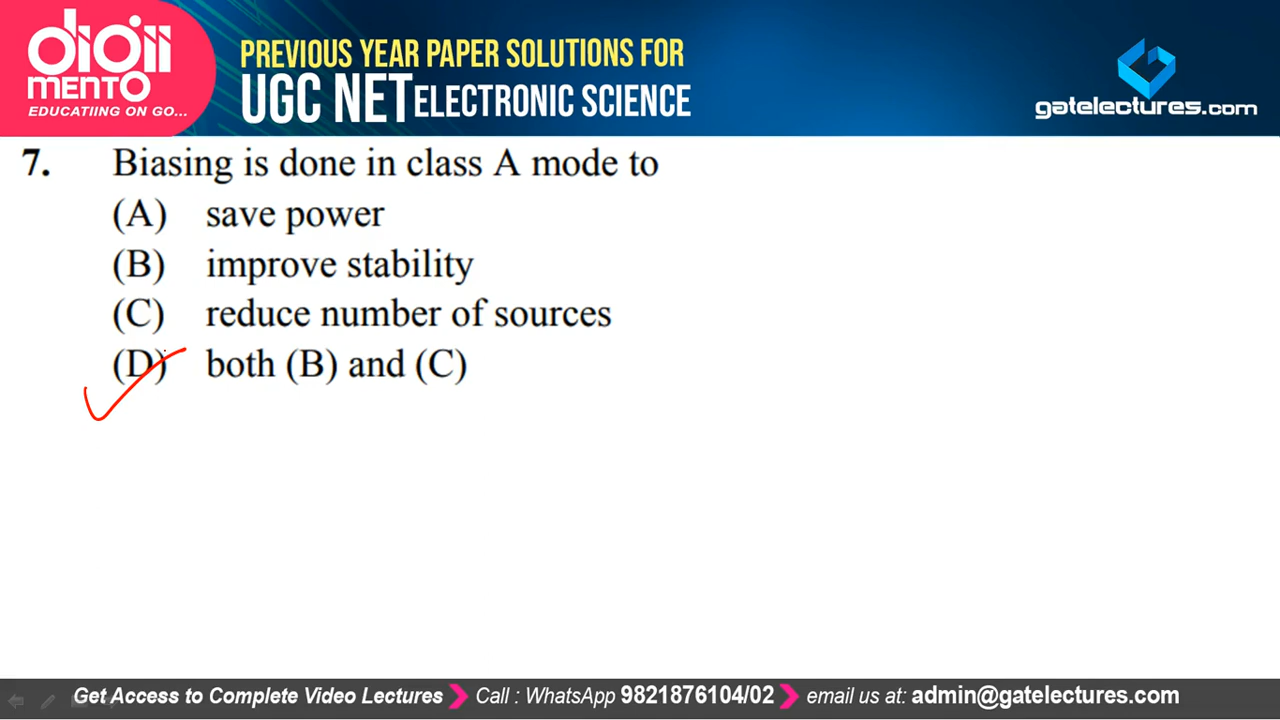 digii
MENTO
EDUCATIING ON GO...
PREVIOUS YEAR PAPER SOLUTIONS FOR
UGC NET ELECTRONIC SCIENCE
gatelectures.com
7. Biasing is done in class A mode to
(A) save power
(B) improve stability
(C) reduce number of sources
(D) both (B) and (C)
Get Access to Complete Video Lectures Call : WhatsApp 9821876104/02 email us at: admin@gatelectures.com